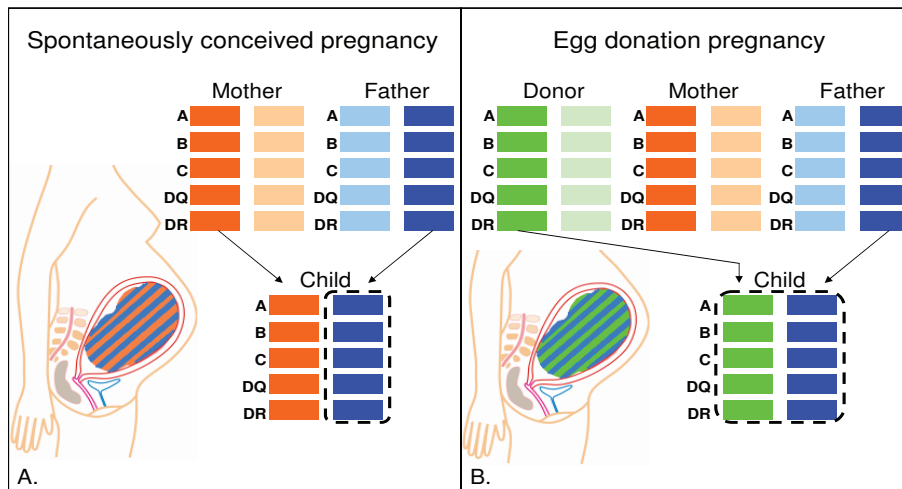 Spontaneously conceived pregnancy
Mother Father
A A
B B
C C
DQ DQ
DR DR
Child
A
B
C
DQ
DR
A.
Egg donation pregnancy
Donor Mother Father
A A A
B B B
C C C
DQ DQ DQ
DR DR DR
Child
A
B
C
DQ
DR
B.